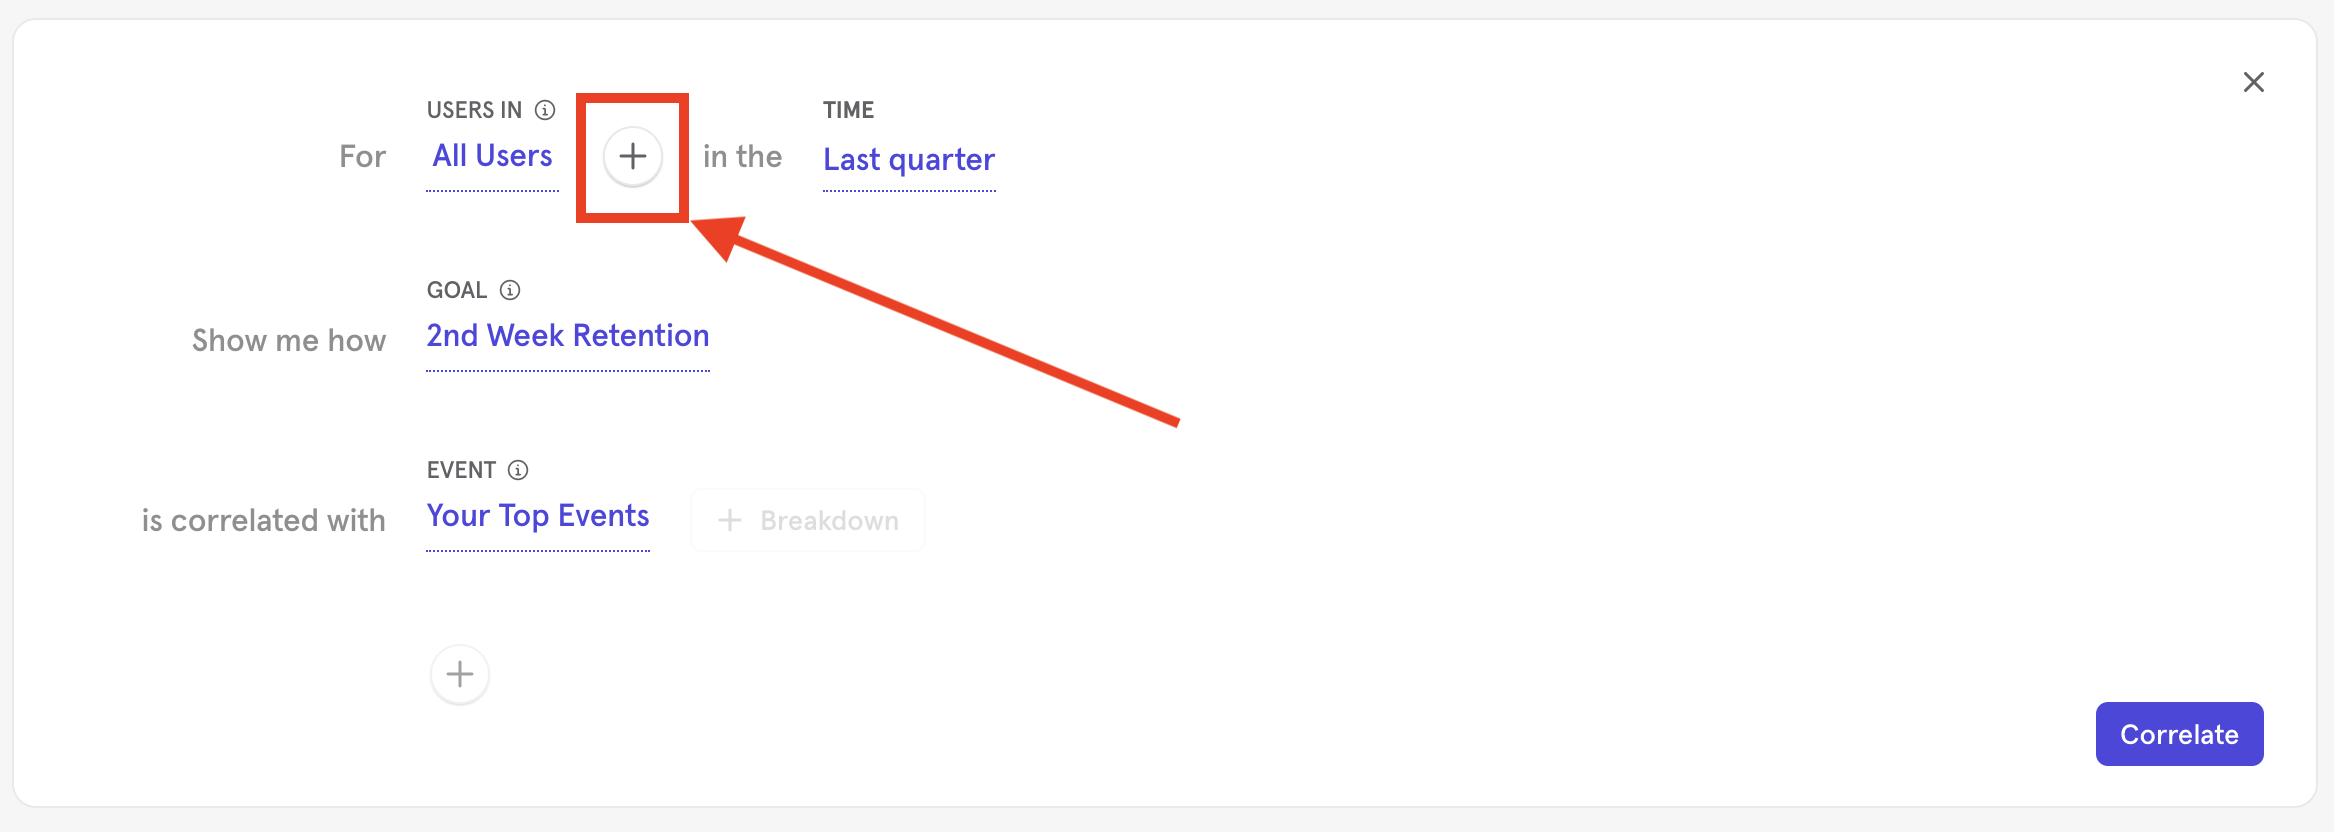 USERS IN
TIME
For All Users in the Last quarter
GOAL
Show me how 2nd Week Retention
EVENT
is correlated with Your Top Events Breakdown
Correlate